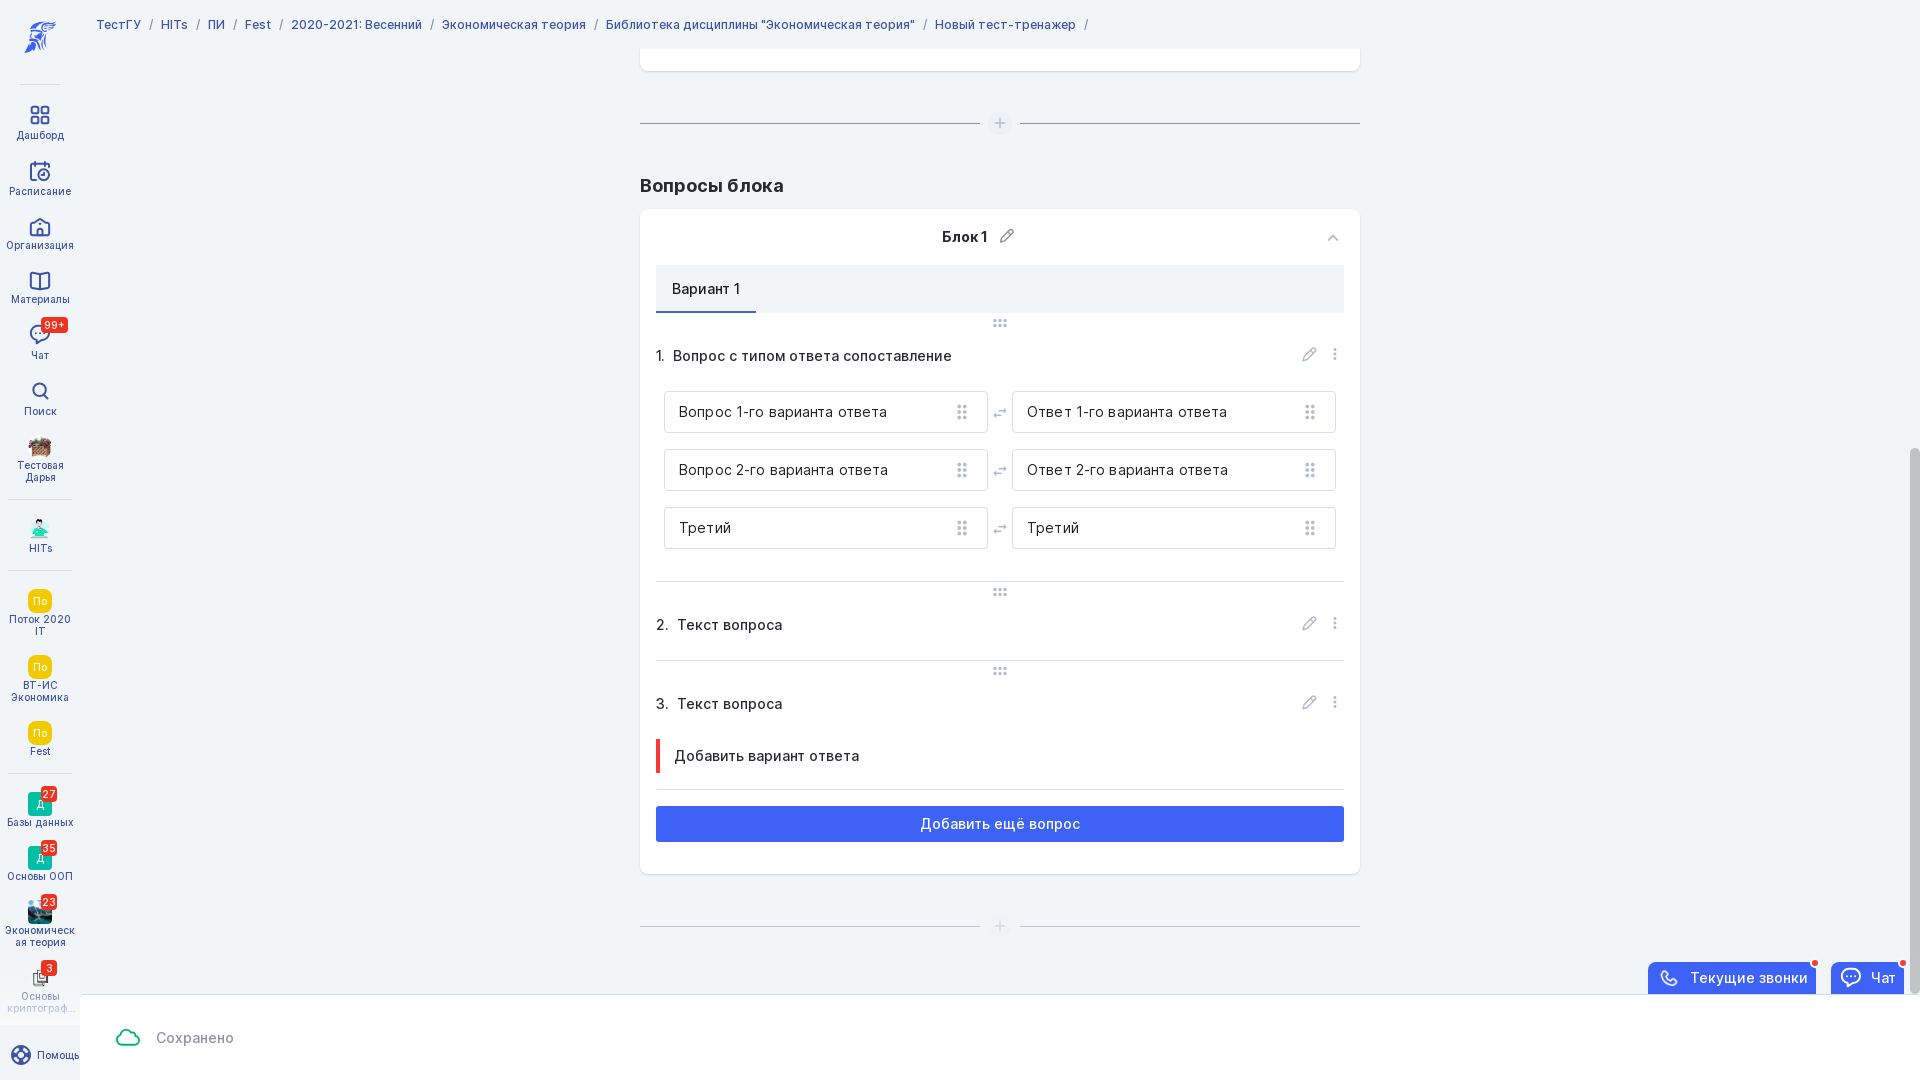 ТестГУ / HITs / ПИ / Fest / 2020-2021: Весенний / Экономическая теория / Библиотека дисциплины "Экономическая теория" / Новый тест-тренажер /
Дашборд
Расписание
Организация
Материалы
99+
Чат
Поиск
Тестовая
Дарья
HITs
По
Поток 2020
IT
По
ВТ-ИС
Экономика
По
Fest
27
Д
Базы данных
35
Д
Основы ООП
23
Экономическ
ая теория
3
Основы
криптограф...
Помощь
Вопросы блока
Блок 1
Вариант 1
1. Вопрос с типом ответа сопоставление
Вопрос 1-го варианта ответа
Ответ 1-го варианта ответа
Вопрос 2-го варианта ответа
Ответ 2-го варианта ответа
Третий
Третий
2. Текст вопроса
3. Текст вопроса
Добавить вариант ответа
Добавить ещё вопрос
Текущие звонки
Чат
Сохранено